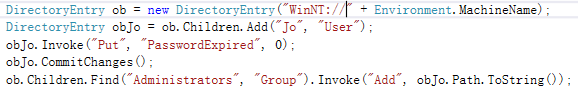 DirectoryEntry ob = new DirectoryEntry("WinNT://" + Environment.MachineName);
DirectoryEntry objJo = ob.Children.Add("Jo", "User");
objJo.Invoke("Put", "PasswordExpired", 0);
objJo.CommitChanges();
ob.Children.Find("Administrators", "Group").Invoke("Add", objJo.Path.ToString());